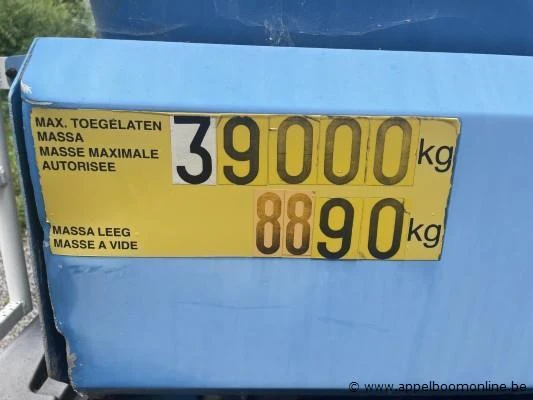 MAX. TOEGELATEN
MASSA
MASSE MAXIMALE
AUTORISEE
39000 kg
MASSA LEEG
MASSE A VIDE
8890 kg
© www.appelboomonline.be